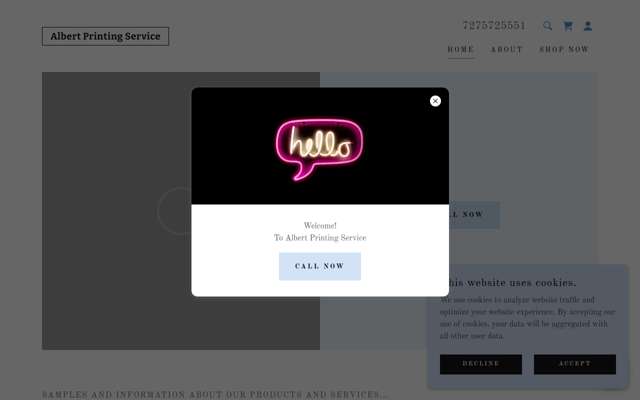 Albert Printing Service
7275725551
HOME ABOUT SHOP NOW
hello
Welcome!
To Albert Printing Service
CALL NOW
NOW
This website uses cookies.
We use cookies to analyze website traffic and
optimize your website experience. By accepting our
use of cookies, your data will be aggregated with
all other user data.
DECLINE ACCEPT
SAMPLES AND INFORMATION ABOUT OUR PRODUCTS AND SERVICES...